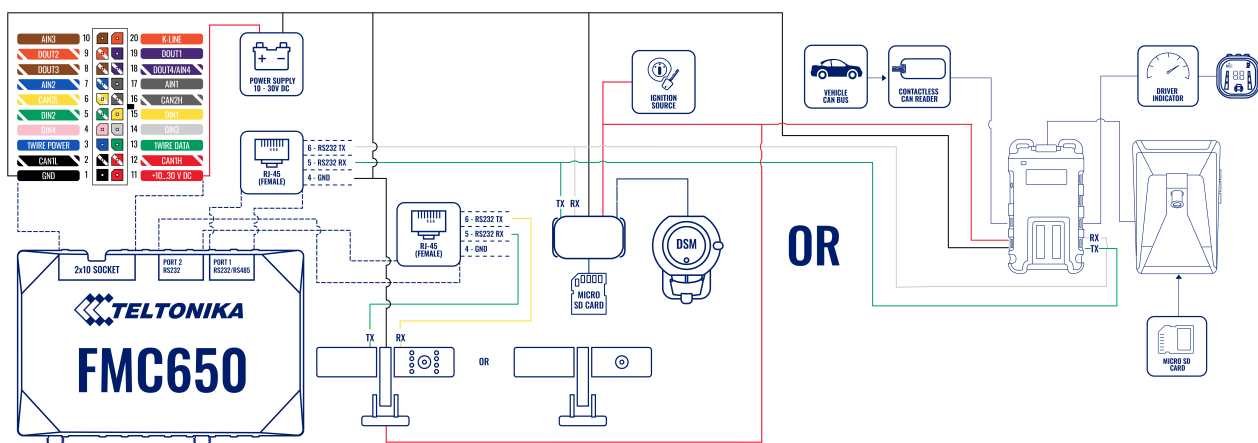 AIN3 10 20 K-LINE
DOUT2 9 19 DOUT1
DOUT3 8 18 DOUT4/AIN4
AIN2 7 17 AIN1
CAN2L 6 16 CAN2H
DIN2 5 15 DIN1
DIN4 4 14 DIN3
1WIRE POWER 3 13 1WIRE DATA
CAN1L 2 12 CAN1H
GND 1 11 +10...30 V DC
POWER SUPPLY
10 - 30V DC
RJ-45
(FEMALE)
6 - RS232 TX
5 - RS232 RX
4 - GND
RJ-45
(FEMALE)
6 - RS232 TX
5 - RS232 RX
4 - GND
2x10 SOCKET
PORT 2
RS232
PORT 1
RS232/RS485
TELTONIKA
FMC650
TX
RX
OR
IGNITION
SOURCE
TX
RX
DSM
MICRO
SD CARD
OR
VEHICLE
CAN BUS
CONTACTLESS
CAN READER
DRIVER
INDICATOR
RX
TX
MICRO SD
CARD